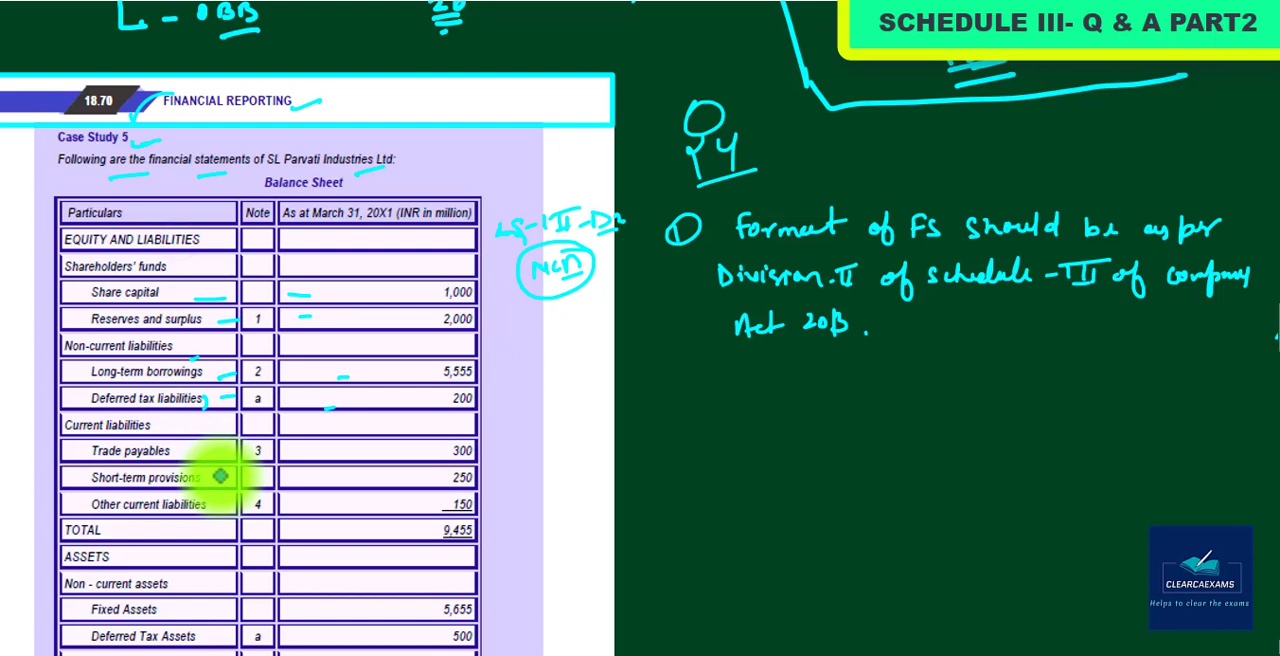 SCHEDULE III- Q & A PART2
18.70 FINANCIAL REPORTING
Case Study 5
Following are the financial statements of SL Parvati Industries Ltd:
Balance Sheet
Particulars Note As at March 31, 20X1 (INR in million)
EQUITY AND LIABILITIES
Shareholders' funds
Share capital 1,000
Reserves and surplus 1 2,000
Non-current liabilities
Long-term borrowings 2 5,555
Deferred tax liabilities a 200
Current liabilities
Trade payables 3 300
Short-term provisions 250
Other current liabilities 4 150
TOTAL 9,455
ASSETS
Non - current assets
Fixed Assets 5,655
Deferred Tax Assets a 500
① Format of FS should be as per
Division-II of Schedule-III of Company
Act 2013.
CLEARCAEXAMS
Helps to clear the exams